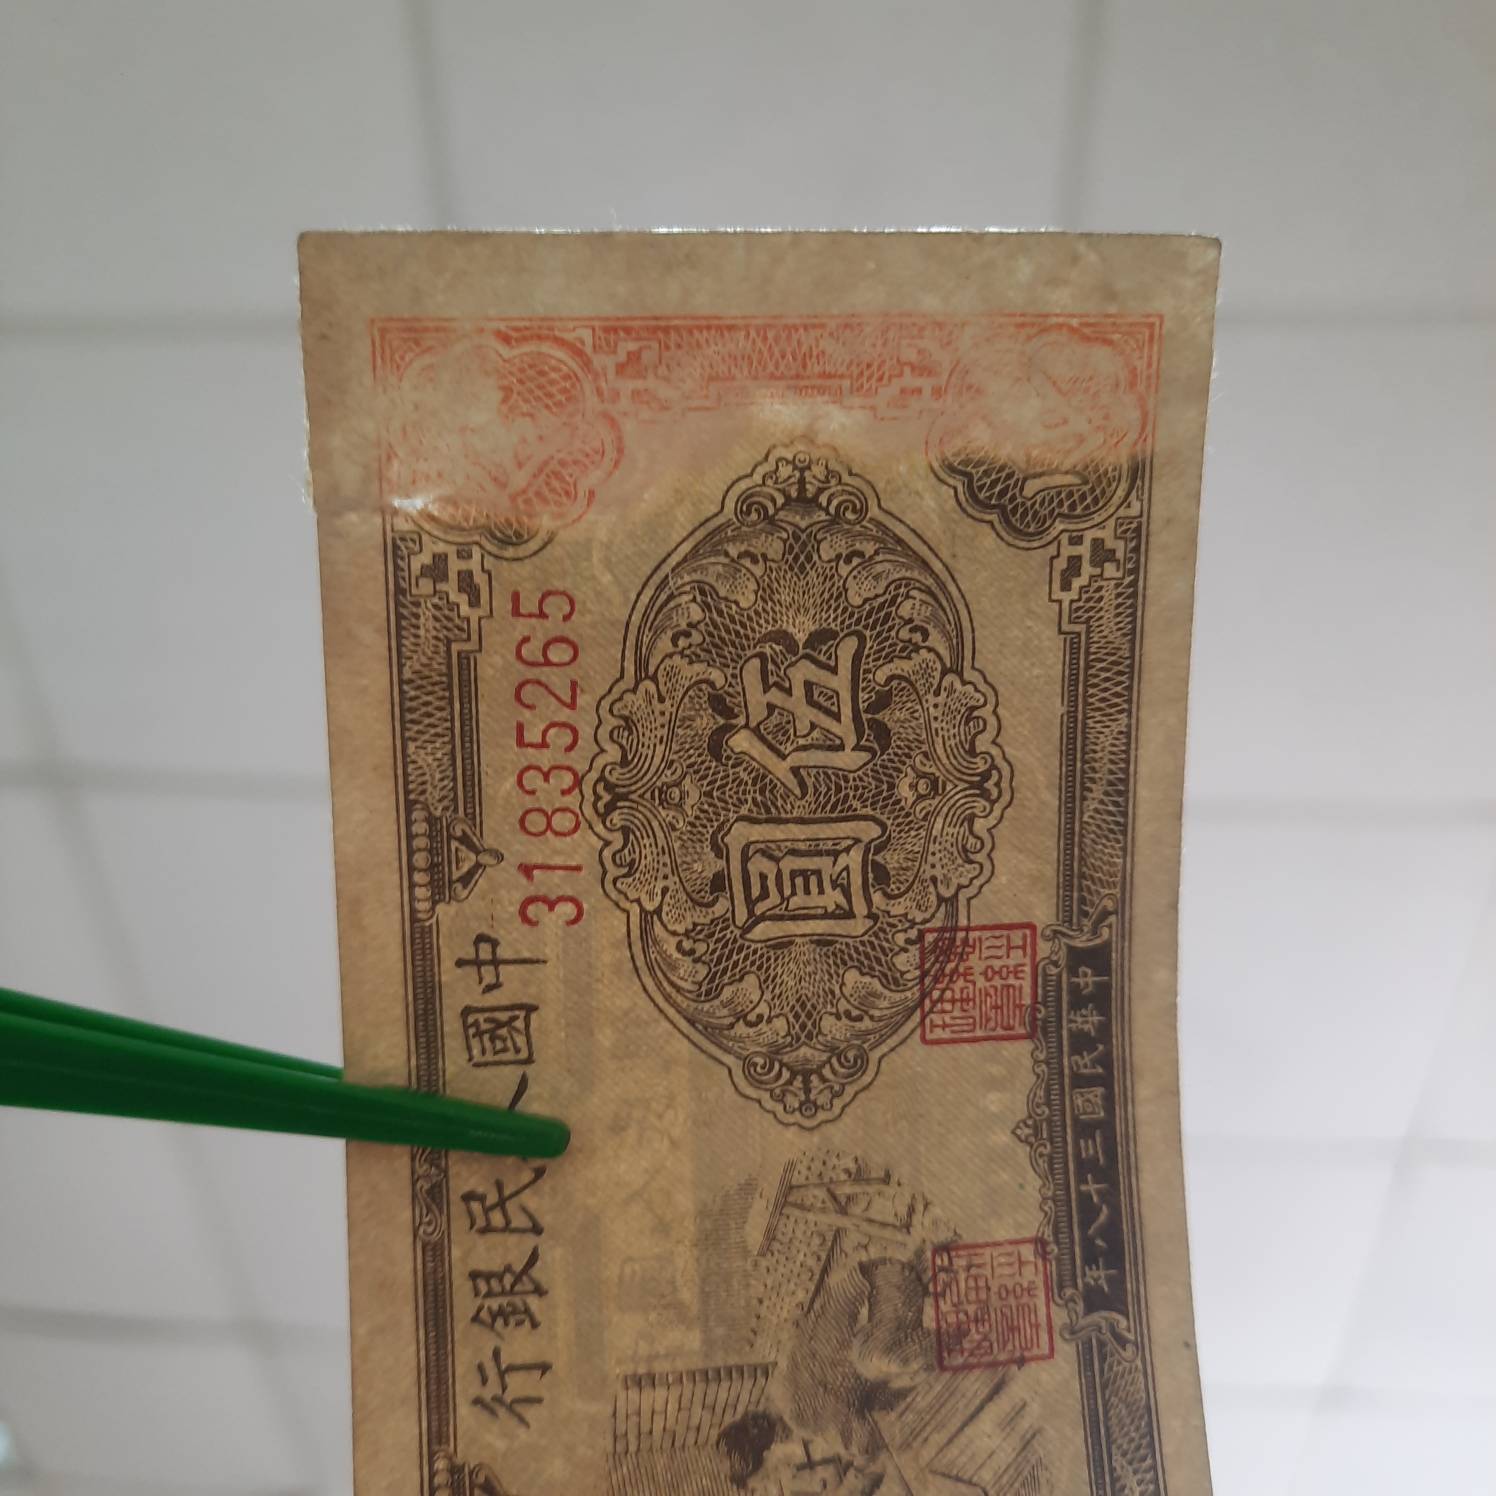 中國人民銀行
31835265
伍圓
中華民國三十八年